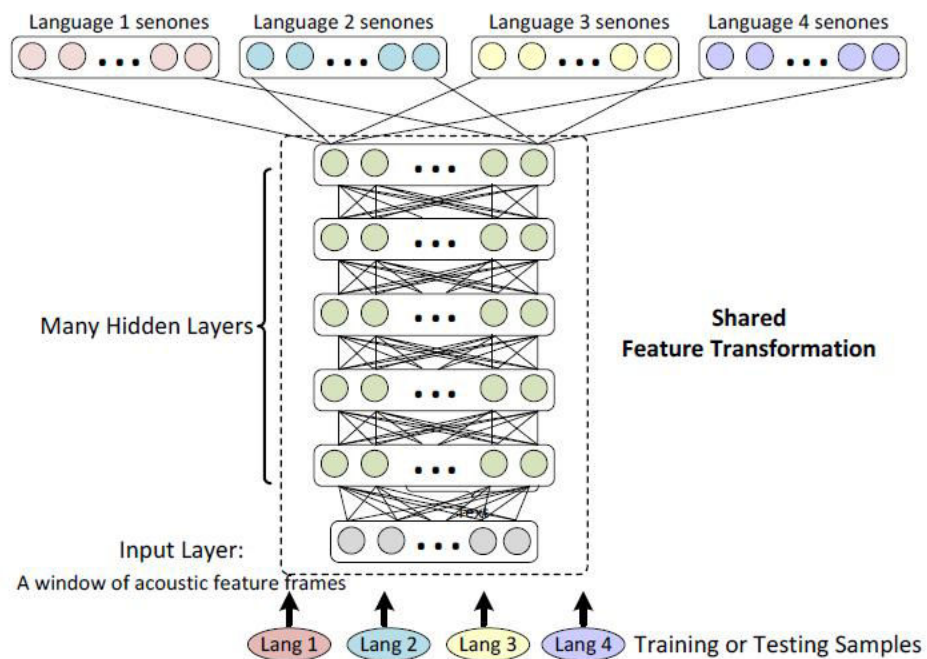 Language 1 senones
Language 2 senones
Language 3 senones
Language 4 senones
Many Hidden Layers
Shared
Feature Transformation
Text
Input Layer:
A window of acoustic feature frames
Lang 1
Lang 2
Lang 3
Lang 4
Training or Testing Samples